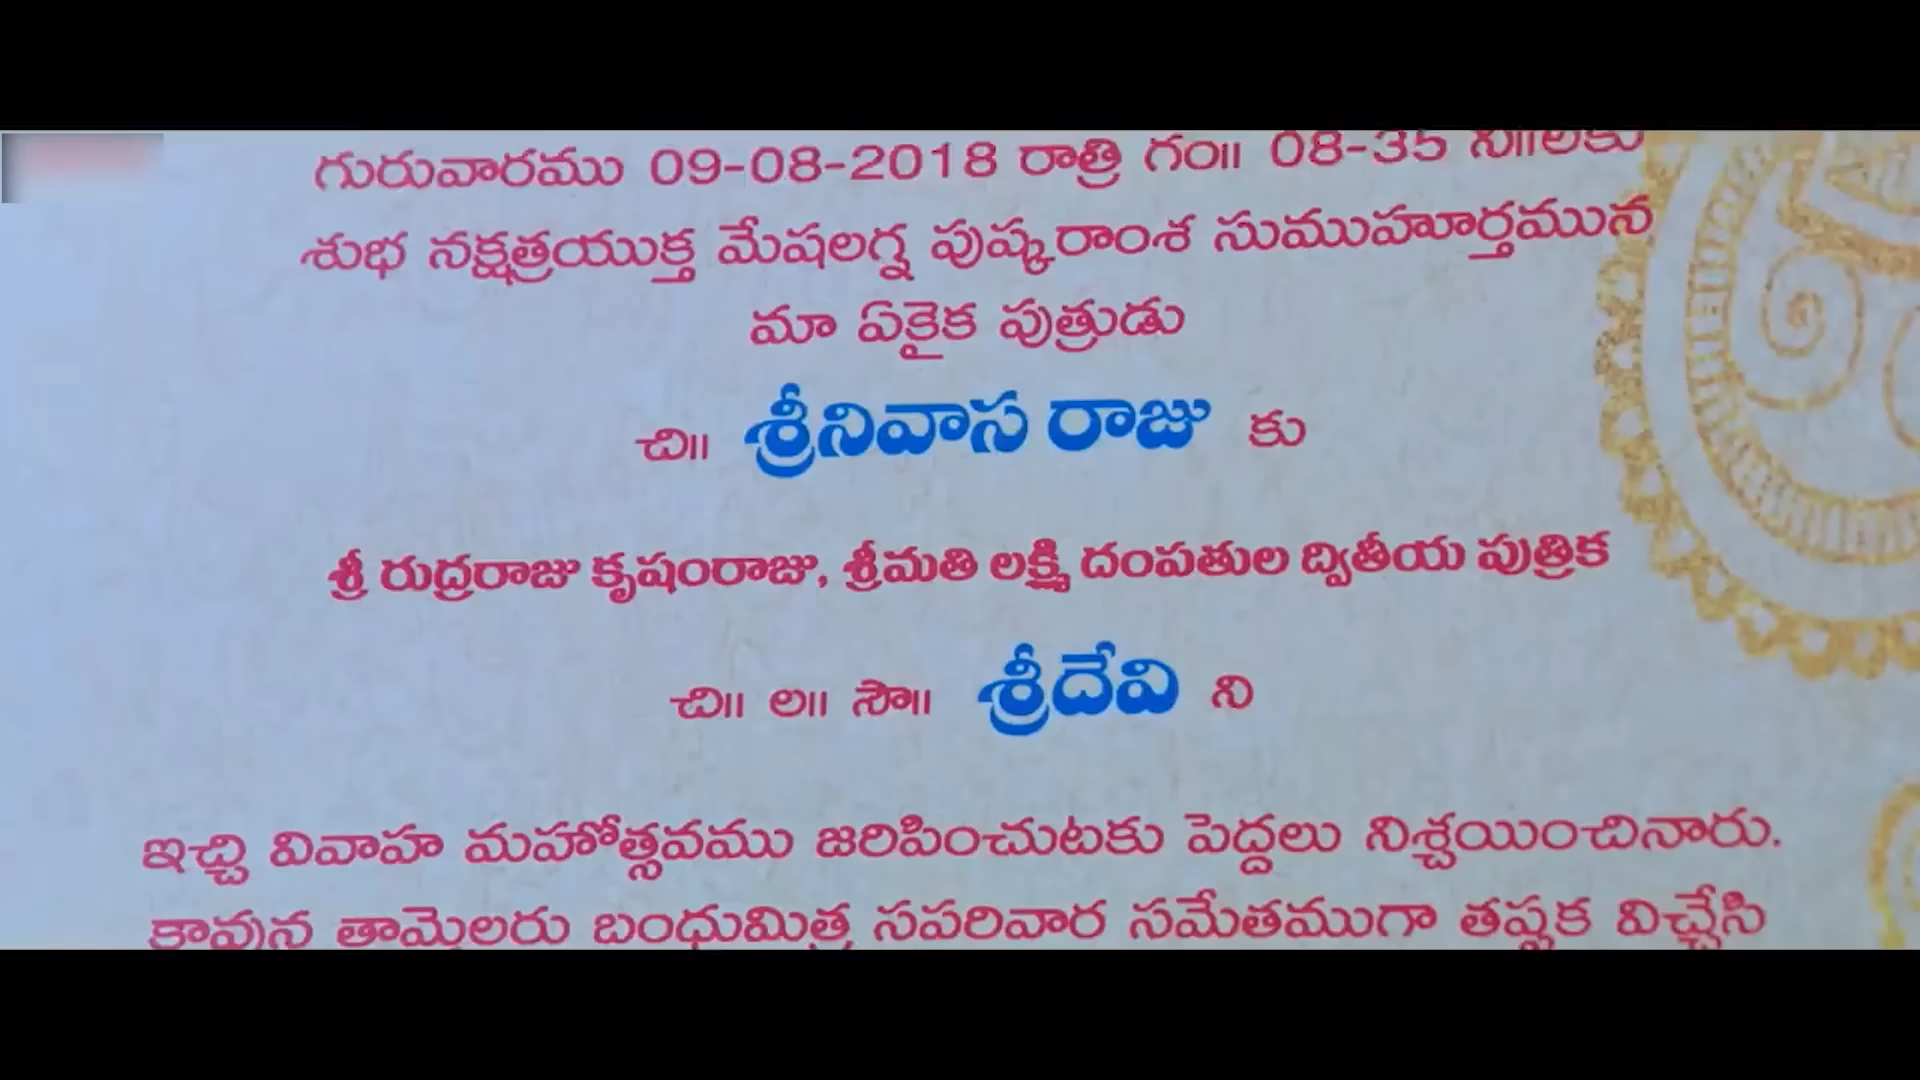 గురువారము 09-08-2018 రాత్రి గం॥ 08-35 ని॥లకు
శుభ నక్షత్రయుక్త మేషలగ్న పుష్కరాంశ సుముహూర్తమున
మా ఏకైక పుత్రుడు
చి॥ శ్రీనివాస రాజు కు
శ్రీ రుద్రరాజు కృషంరాజు, శ్రీమతి లక్ష్మి దంపతుల ద్వితీయ పుత్రిక
చి॥ ల॥ సౌ॥ శ్రీదేవి ని
ఇచ్చి వివాహ మహోత్సవము జరిపించుటకు పెద్దలు నిశ్చయించినారు.
కావున తామెలరు బంధుమిత్ర సపరివార సమేతముగా తప్పక విచ్చేసి